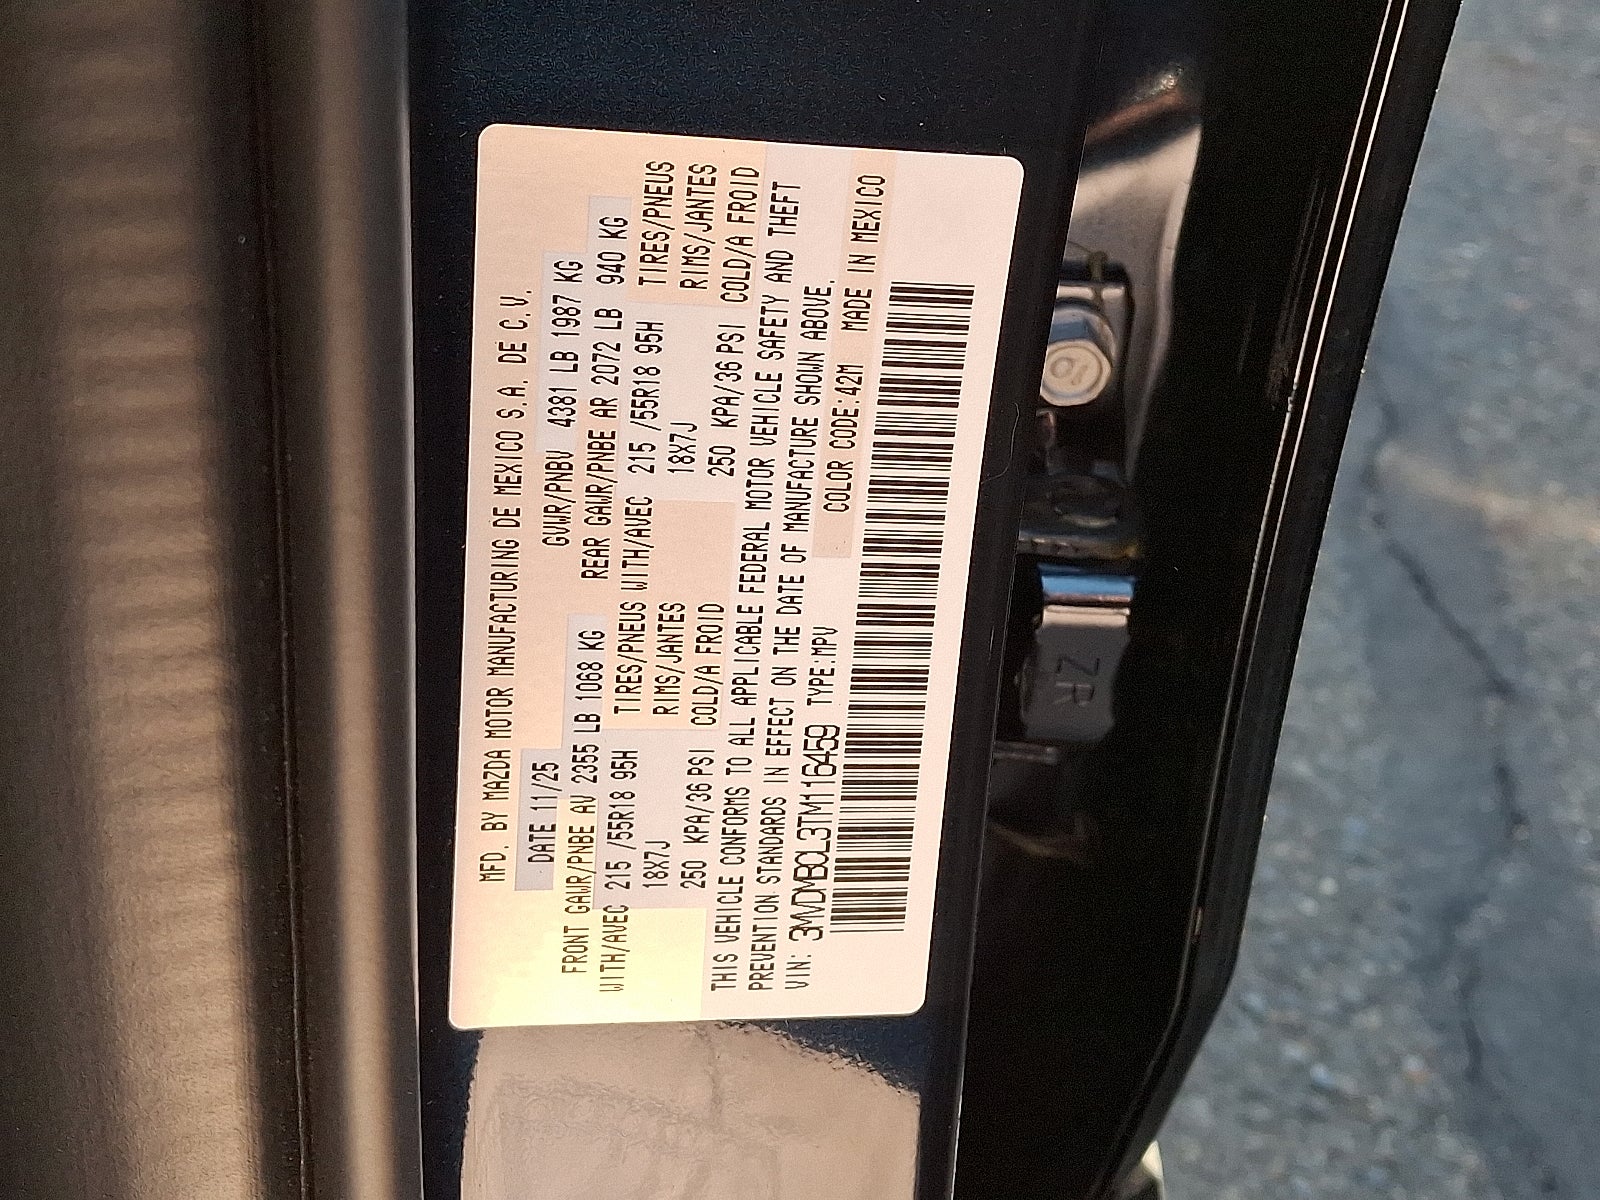 MFD. BY MAZDA MOTOR MANUFACTURING DE MEXICO S.A. DE C.V.
DATE 11/25 GVWR/PNBV 4381 LB 1987 KG
FRONT GAWR/PNBE AV 2355 LB 1068 KG REAR GAWR/PNBE AR 2072 LB 940 KG
WITH/AVEC 215 /55R18 95H TIRES/PNEUS WITH/AVEC 215 /55R18 95H TIRES/PNEUS
18X7J RIMS/JANTES 18X7J RIMS/JANTES
250 KPA/36 PSI COLD/A FROID 250 KPA/36 PSI COLD/A FROID
THIS VEHICLE CONFORMS TO ALL APPLICABLE FEDERAL MOTOR VEHICLE SAFETY AND THEFT
PREVENTION STANDARDS IN EFFECT ON THE DATE OF MANUFACTURE SHOWN ABOVE.
VIN: 3MVDMBCL3TM116459 TYPE:MPV COLOR CODE:42M MADE IN MEXICO
10
ZR